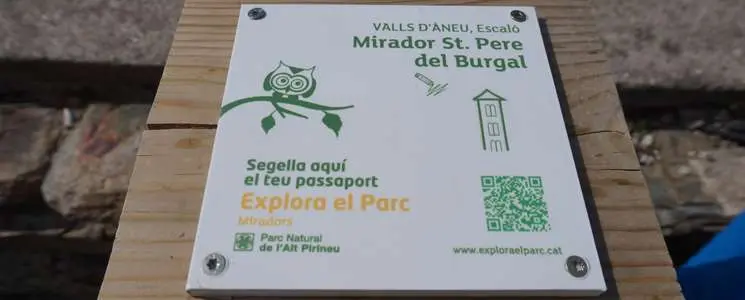 VALLS D'ÀNEU, Escaló
Mirador St. Pere
del Burgal
Segella aquí
el teu passaport
Explora el Parc
Miradors
Parc Natural
de l'Alt Pirineu
www.exploraelparc.cat